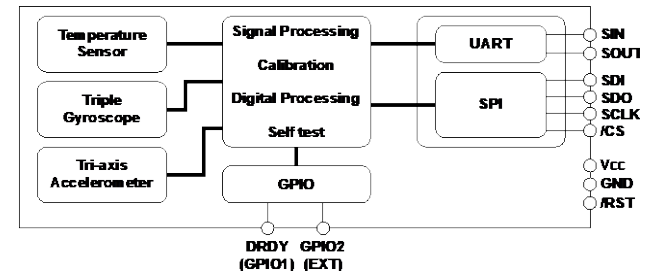 Temperature
Sensor
Triple
Gyroscope
Tri-axis
Accelerometer
Signal Processing
Calibration
Digital Processing
Self test
GPIO
UART
SPI
SIN
SOUT
SDI
SDO
SCLK
/CS
Vcc
GND
/RST
DRDY
(GPIO1)
GPIO2
(EXT)